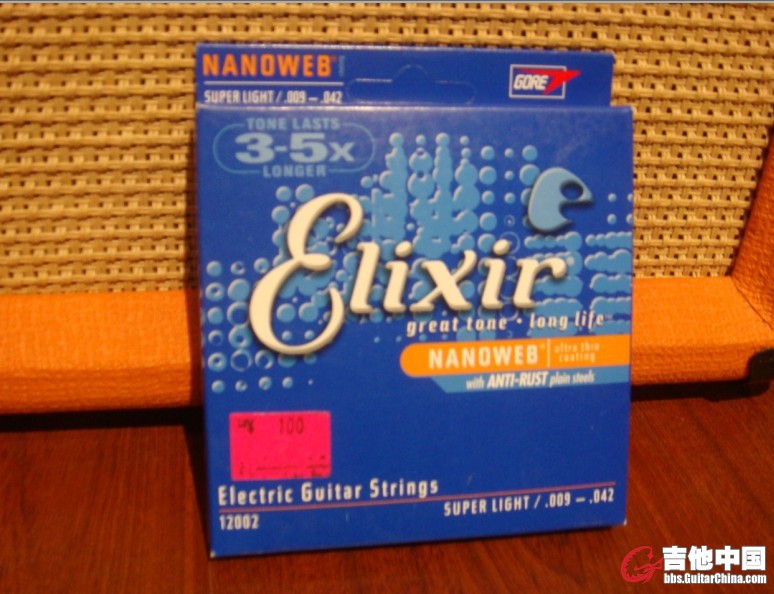 NANOWEB
GORE
SUPER LIGHT / .009 – .042
TONE LASTS
3-5x
LONGER
Elixir
great tone • long life™
NANOWEB® ultra thin
coating
with ANTI-RUST plain steels
100
Electric Guitar Strings
12002
SUPER LIGHT / .009 – .042
吉他中国
bbs.GuitarChina.com